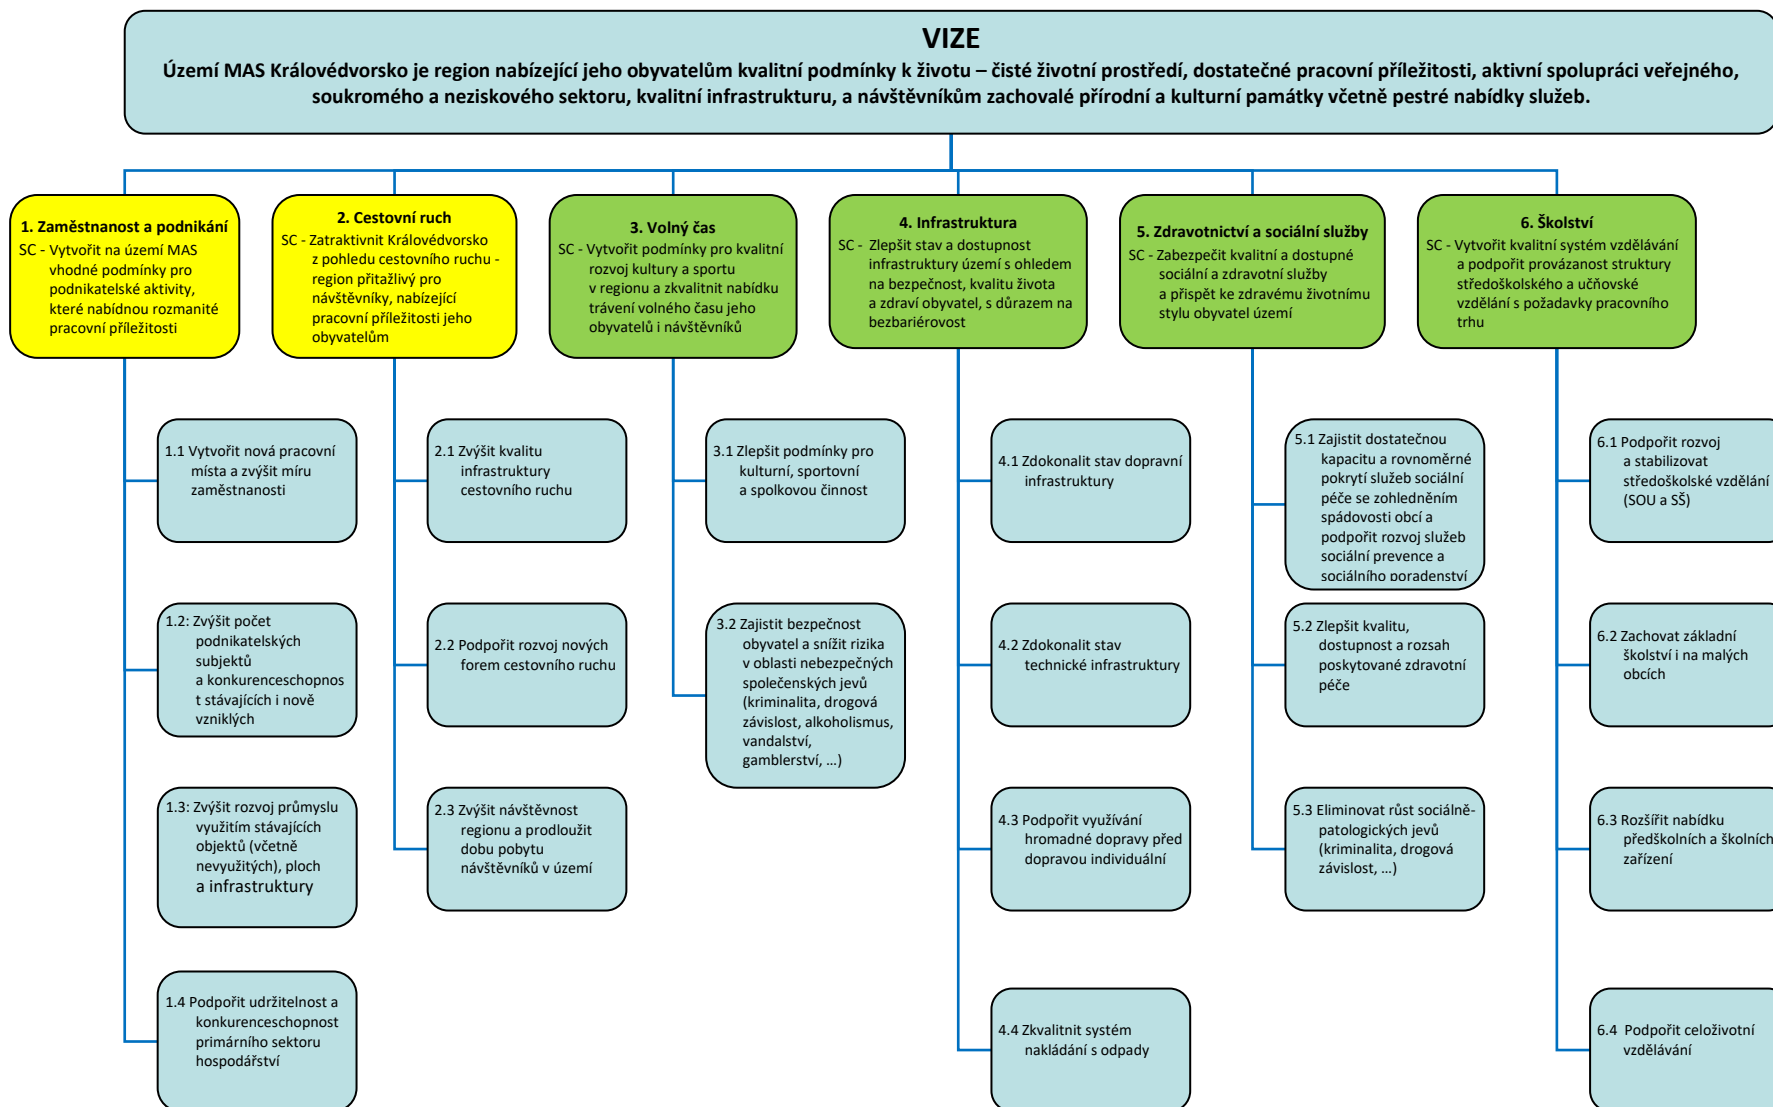 VIZE
Území MAS Královédvorsko je region nabízející jeho obyvatelům kvalitní podmínky k životu – čisté životní prostředí, dostatečné pracovní příležitosti, aktivní spolupráci veřejného,
soukromého a neziskového sektoru, kvalitní infrastrukturu, a návštěvníkům zachovalé přírodní a kulturní památky včetně pestré nabídky služeb.
1. Zaměstnanost a podnikání
SC - Vytvořit na území MAS
vhodné podmínky pro
podnikatelské aktivity,
které nabídnou rozmanité
pracovní příležitosti
2. Cestovní ruch
SC - Zatraktivnit Královédvorsko
z pohledu cestovního ruchu -
region přitažlivý pro
návštěvníky, nabízející
pracovní příležitosti jeho
obyvatelům
3. Volný čas
SC - Vytvořit podmínky pro kvalitní
rozvoj kultury a sportu
v regionu a zkvalitnit nabídku
trávení volného času jeho
obyvatelů i návštěvníků
4. Infrastruktura
SC - Zlepšit stav a dostupnost
infrastruktury území s ohledem
na bezpečnost, kvalitu života
a zdraví obyvatel, s důrazem na
bezbariérovost
5. Zdravotnictví a sociální služby
SC - Zabezpečit kvalitní a dostupné
sociální a zdravotní služby
a přispět ke zdravému životnímu
stylu obyvatel území
6. Školství
SC - Vytvořit kvalitní systém vzdělávání
a podpořit provázanost struktury
středoškolského a učňovské
vzdělání s požadavky pracovního
trhu
1.1 Vytvořit nová pracovní
místa a zvýšit míru
zaměstnanosti
1.2: Zvýšit počet
podnikatelských
subjektů
a konkurenceschopnos
t stávajících i nově
vzniklých
1.3: Zvýšit rozvoj průmyslu
využitím stávajících
objektů (včetně
nevyužitých), ploch
a infrastruktury
1.4 Podpořit udržitelnost a
konkurenceschopnost
primárního sektoru
hospodářství
2.1 Zvýšit kvalitu
infrastruktury
cestovního ruchu
2.2 Podpořit rozvoj nových
forem cestovního ruchu
2.3 Zvýšit návštěvnost
regionu a prodloužit
dobu pobytu
návštěvníků v území
3.1 Zlepšit podmínky pro
kulturní, sportovní
a spolkovou činnost
3.2 Zajistit bezpečnost
obyvatel a snížit rizika
v oblasti nebezpečných
společenských jevů
(kriminalita, drogová
závislost, alkoholismus,
vandalství,
gamblerství, …)
4.1 Zdokonalit stav dopravní
infrastruktury
4.2 Zdokonalit stav
technické infrastruktury
4.3 Podpořit využívání
hromadné dopravy před
dopravou individuální
4.4 Zkvalitnit systém
nakládání s odpady
5.1 Zajistit dostatečnou
kapacitu a rovnoměrné
pokrytí služeb sociální
péče se zohledněním
spádovosti obcí a
podpořit rozvoj služeb
sociální prevence a
sociálního poradenství
5.2 Zlepšit kvalitu,
dostupnost a rozsah
poskytované zdravotní
péče
5.3 Eliminovat růst sociálně-
patologických jevů
(kriminalita, drogová
závislost, …)
6.1 Podpořit rozvoj
a stabilizovat
středoškolské vzdělání
(SOU a SŠ)
6.2 Zachovat základní
školství i na malých
obcích
6.3 Rozšířit nabídku
předškolních a školních
zařízení
6.4 Podpořit celoživotní
vzdělávání